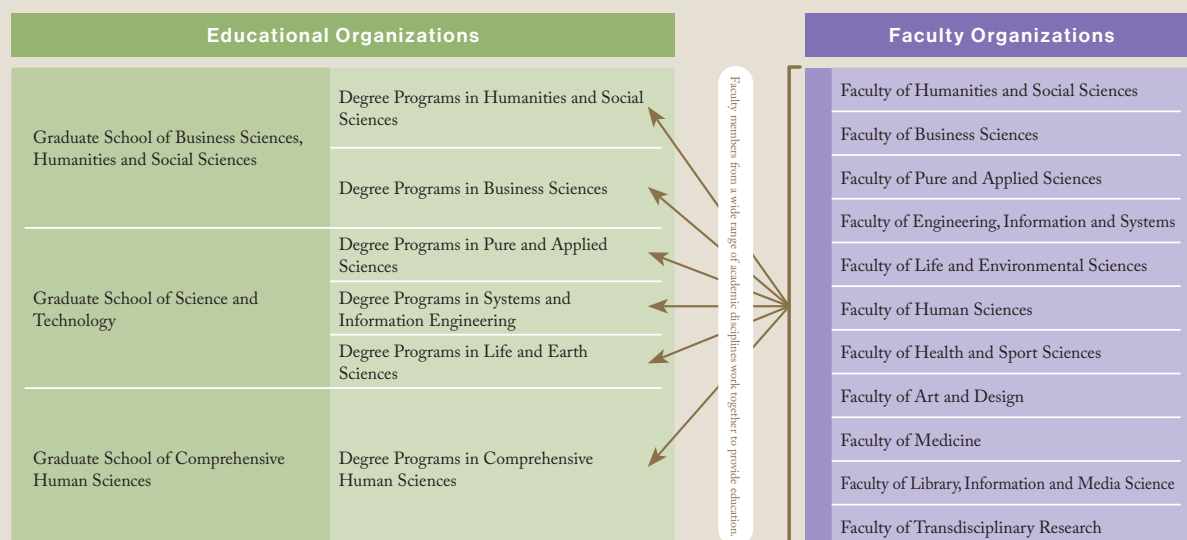 Educational Organizations
Graduate School of Business Sciences,
Humanities and Social Sciences
Degree Programs in Humanities and Social
Sciences
Degree Programs in Business Sciences
Graduate School of Science and
Technology
Degree Programs in Pure and Applied
Sciences
Degree Programs in Systems and
Information Engineering
Degree Programs in Life and Earth
Sciences
Graduate School of Comprehensive
Human Sciences
Degree Programs in Comprehensive
Human Sciences
Faculty members from a wide range of academic disciplines work together to provide education.
Faculty Organizations
Faculty of Humanities and Social Sciences
Faculty of Business Sciences
Faculty of Pure and Applied Sciences
Faculty of Engineering, Information and Systems
Faculty of Life and Environmental Sciences
Faculty of Human Sciences
Faculty of Health and Sport Sciences
Faculty of Art and Design
Faculty of Medicine
Faculty of Library, Information and Media Science
Faculty of Transdisciplinary Research